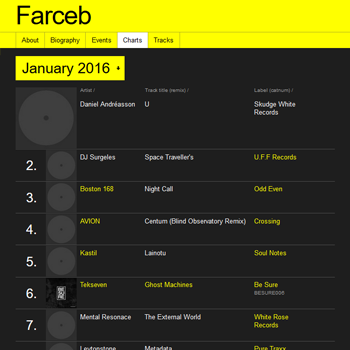 Farceb
About Biography Events Charts Tracks
January 2016
Artist / Track title (remix) / Label (catnum) /
Daniel Andréasson U Skudge White
Records
2. DJ Surgeles Space Traveller's U.F.F Records
3. Boston 168 Night Call Odd Even
4. AVION Centum (Blind Observatory Remix) Crossing
5. Kastil Lainotu Soul Notes
6. Tekseven Ghost Machines Be Sure
BESURE006
7. Mental Resonace The External World White Rose
Records
Leytonstone Metadata Pure Traxx